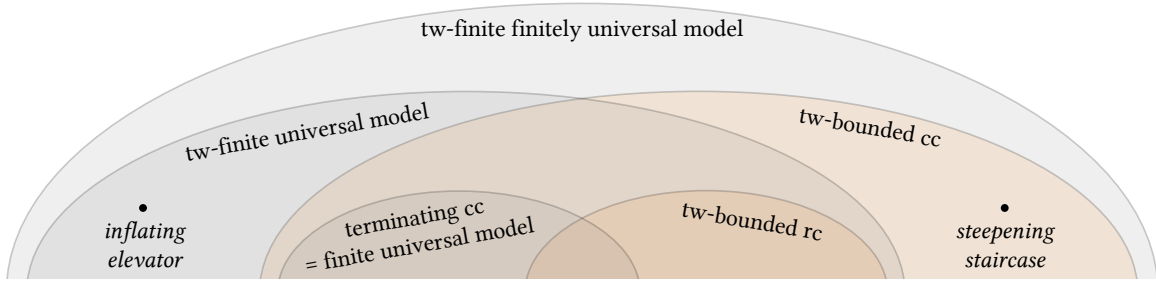 tw-finite finitely universal model
tw-finite universal model
tw-bounded cc
terminating cc
= finite universal model
tw-bounded rc
inflating
elevator
steepening
staircase